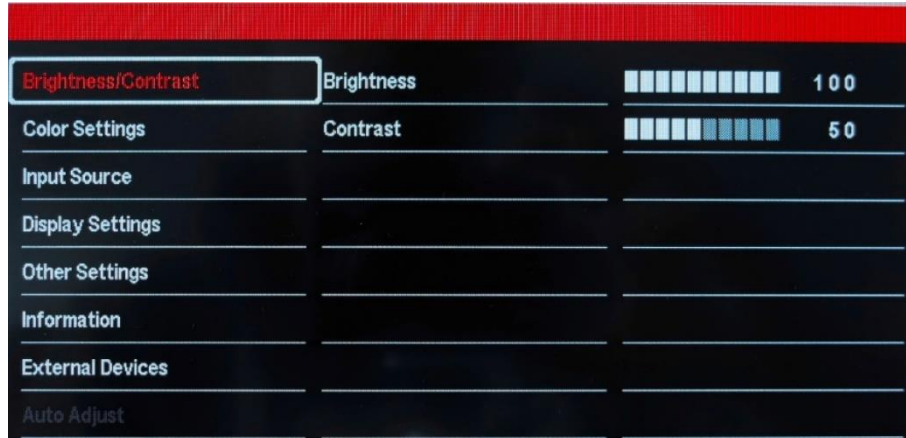 Brightness/Contrast Brightness 100
Color Settings Contrast 50
Input Source
Display Settings
Other Settings
Information
External Devices
Auto Adjust